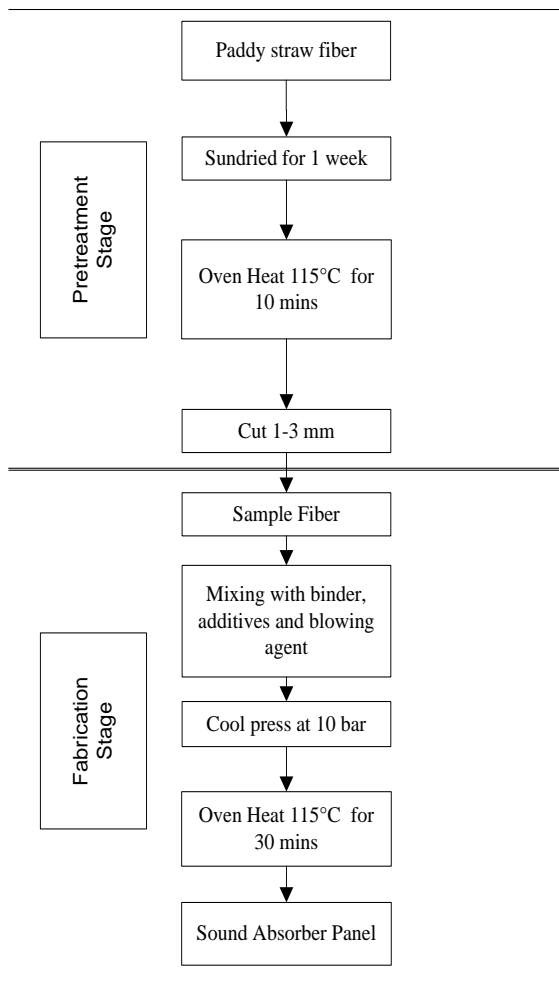 Paddy straw fiber
Pretreatment
Stage
Sundried for 1 week
Oven Heat 115°C for
10 mins
Cut 1-3 mm
Sample Fiber
Fabrication
Stage
Mixing with binder,
additives and blowing
agent
Cool press at 10 bar
Oven Heat 115°C for
30 mins
Sound Absorber Panel